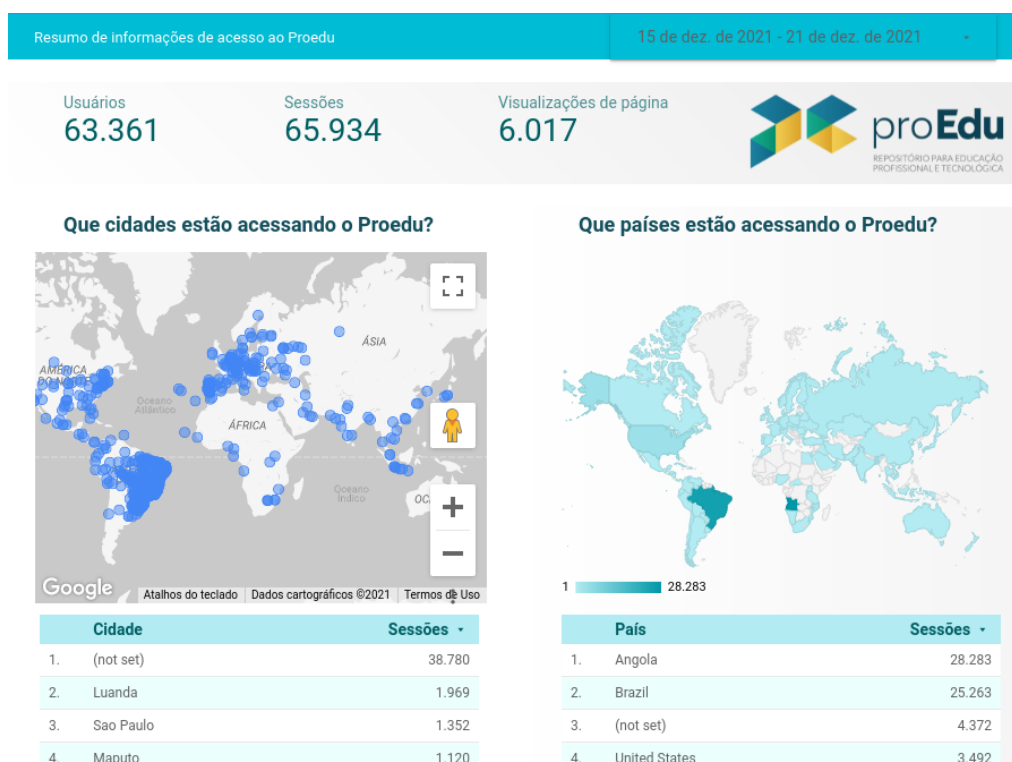 Resumo de informações de acesso ao Proedu
15 de dez. de 2021 - 21 de dez. de 2021
Usuários
63.361
Sessões
65.934
Visualizações de página
6.017
proEdu
REPOSITÓRIO PARA EDUCAÇÃO
PROFISSIONAL E TECNOLÓGICA
Que cidades estão acessando o Proedu?
ÁSIA
AMÉRICA
DO NORTE
Oceano
Atlântico
ÁFRICA
Oceano
Índico
OC
Google
Atalhos do teclado
Dados cartográficos ©2021
Termos de Uso
Cidade Sessões
1. (not set) 38.780
2. Luanda 1.969
3. Sao Paulo 1.352
4. Maputo 1.120
Que países estão acessando o Proedu?
1 28.283
País Sessões
1. Angola 28.283
2. Brazil 25.263
3. (not set) 4.372
4. United States 3.492